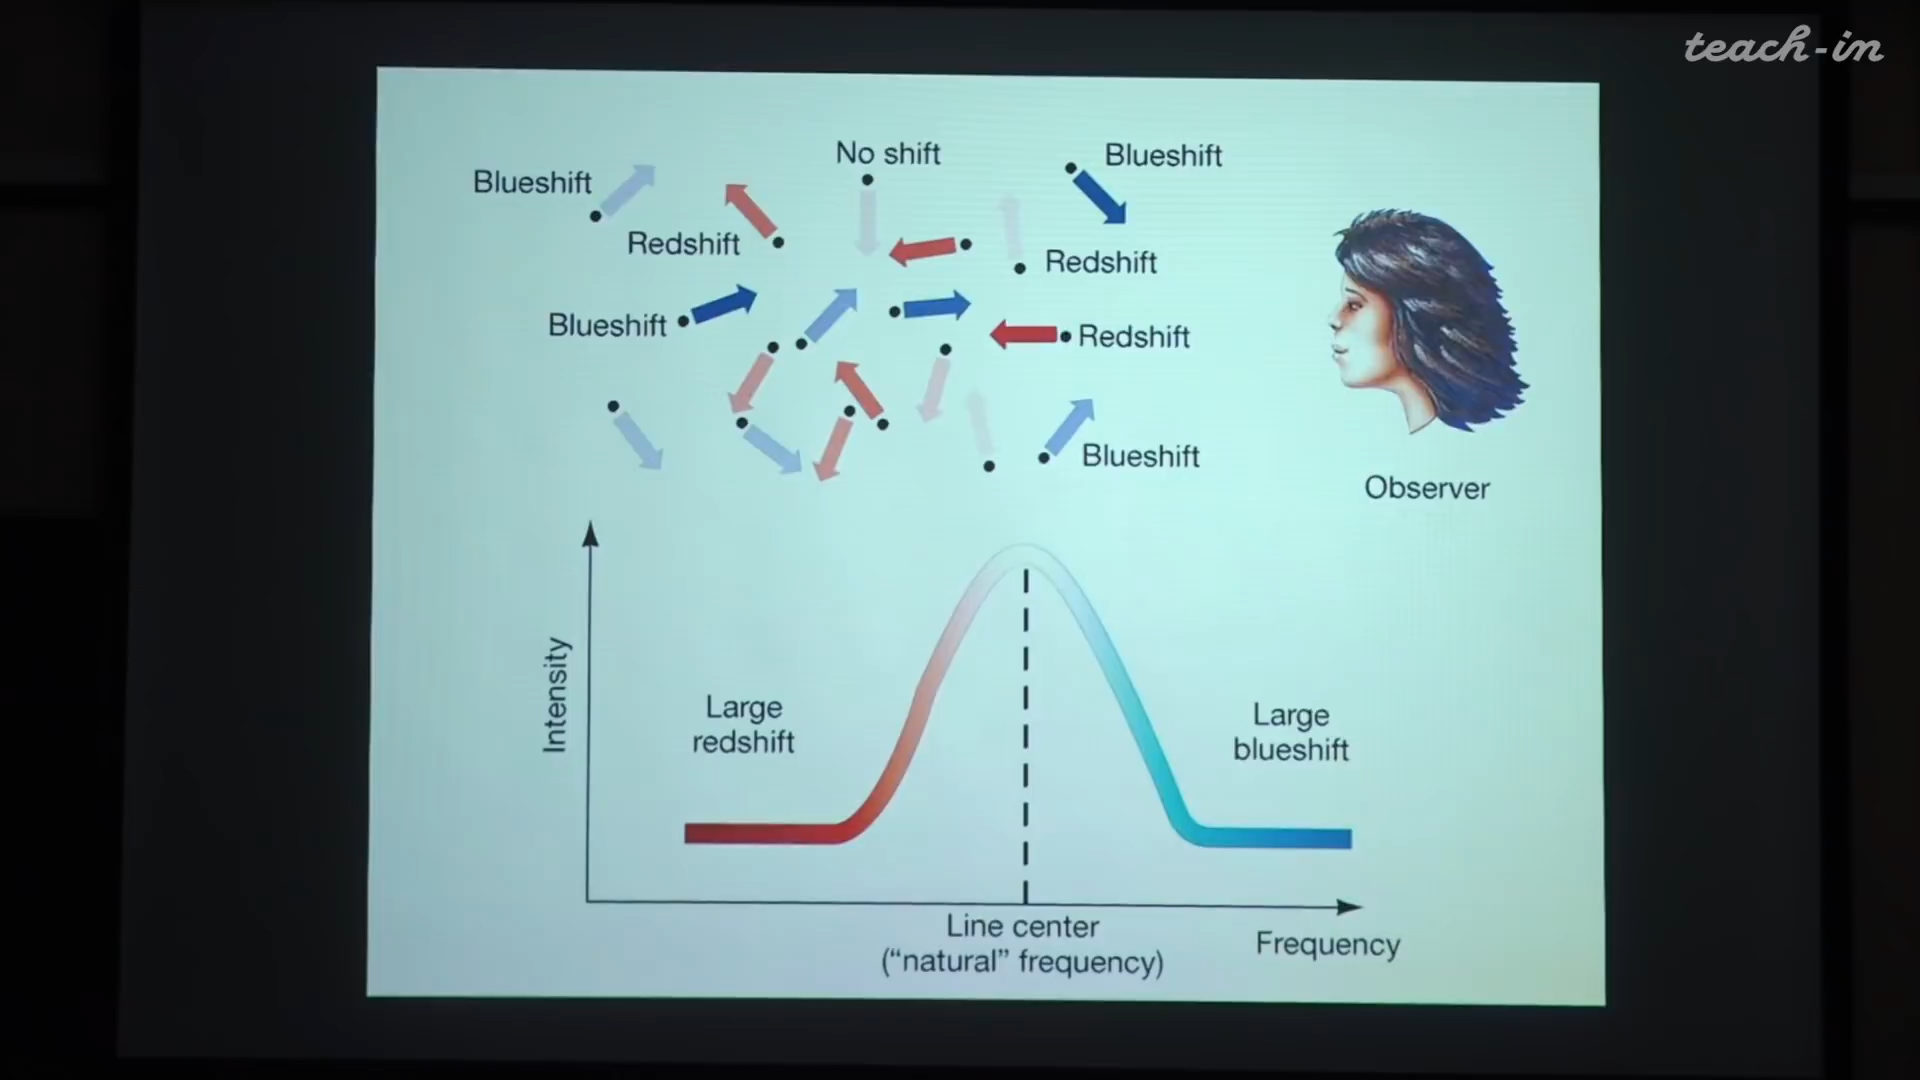 teach-in
No shift
Blueshift
Blueshift
Redshift
Redshift
Blueshift
Redshift
Blueshift
Observer
Intensity
Large
redshift
Large
blueshift
Line center
(“natural” frequency)
Frequency